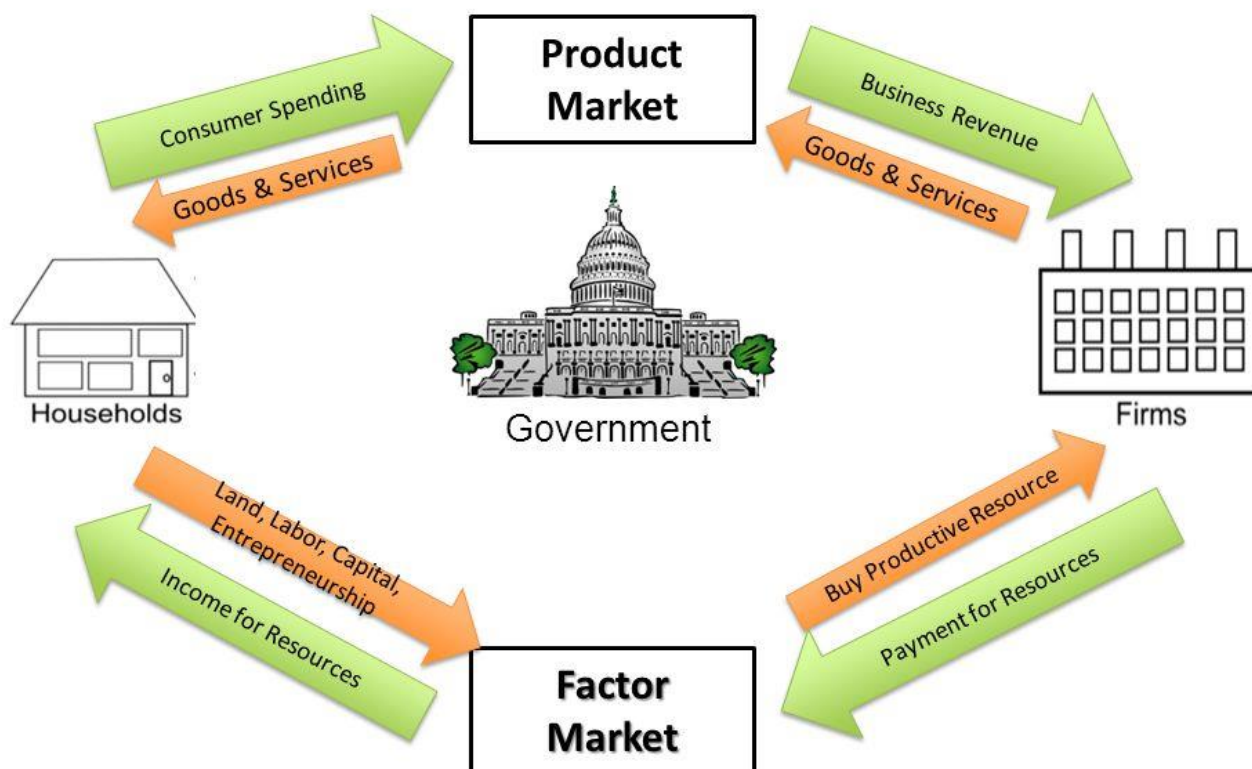 Product
Market
Consumer Spending
Goods & Services
Business Revenue
Goods & Services
Households
Government
Firms
Land, Labor, Capital,
Entrepreneurship
Income for Resources
Buy Productive Resource
Payment for Resources
Factor
Market